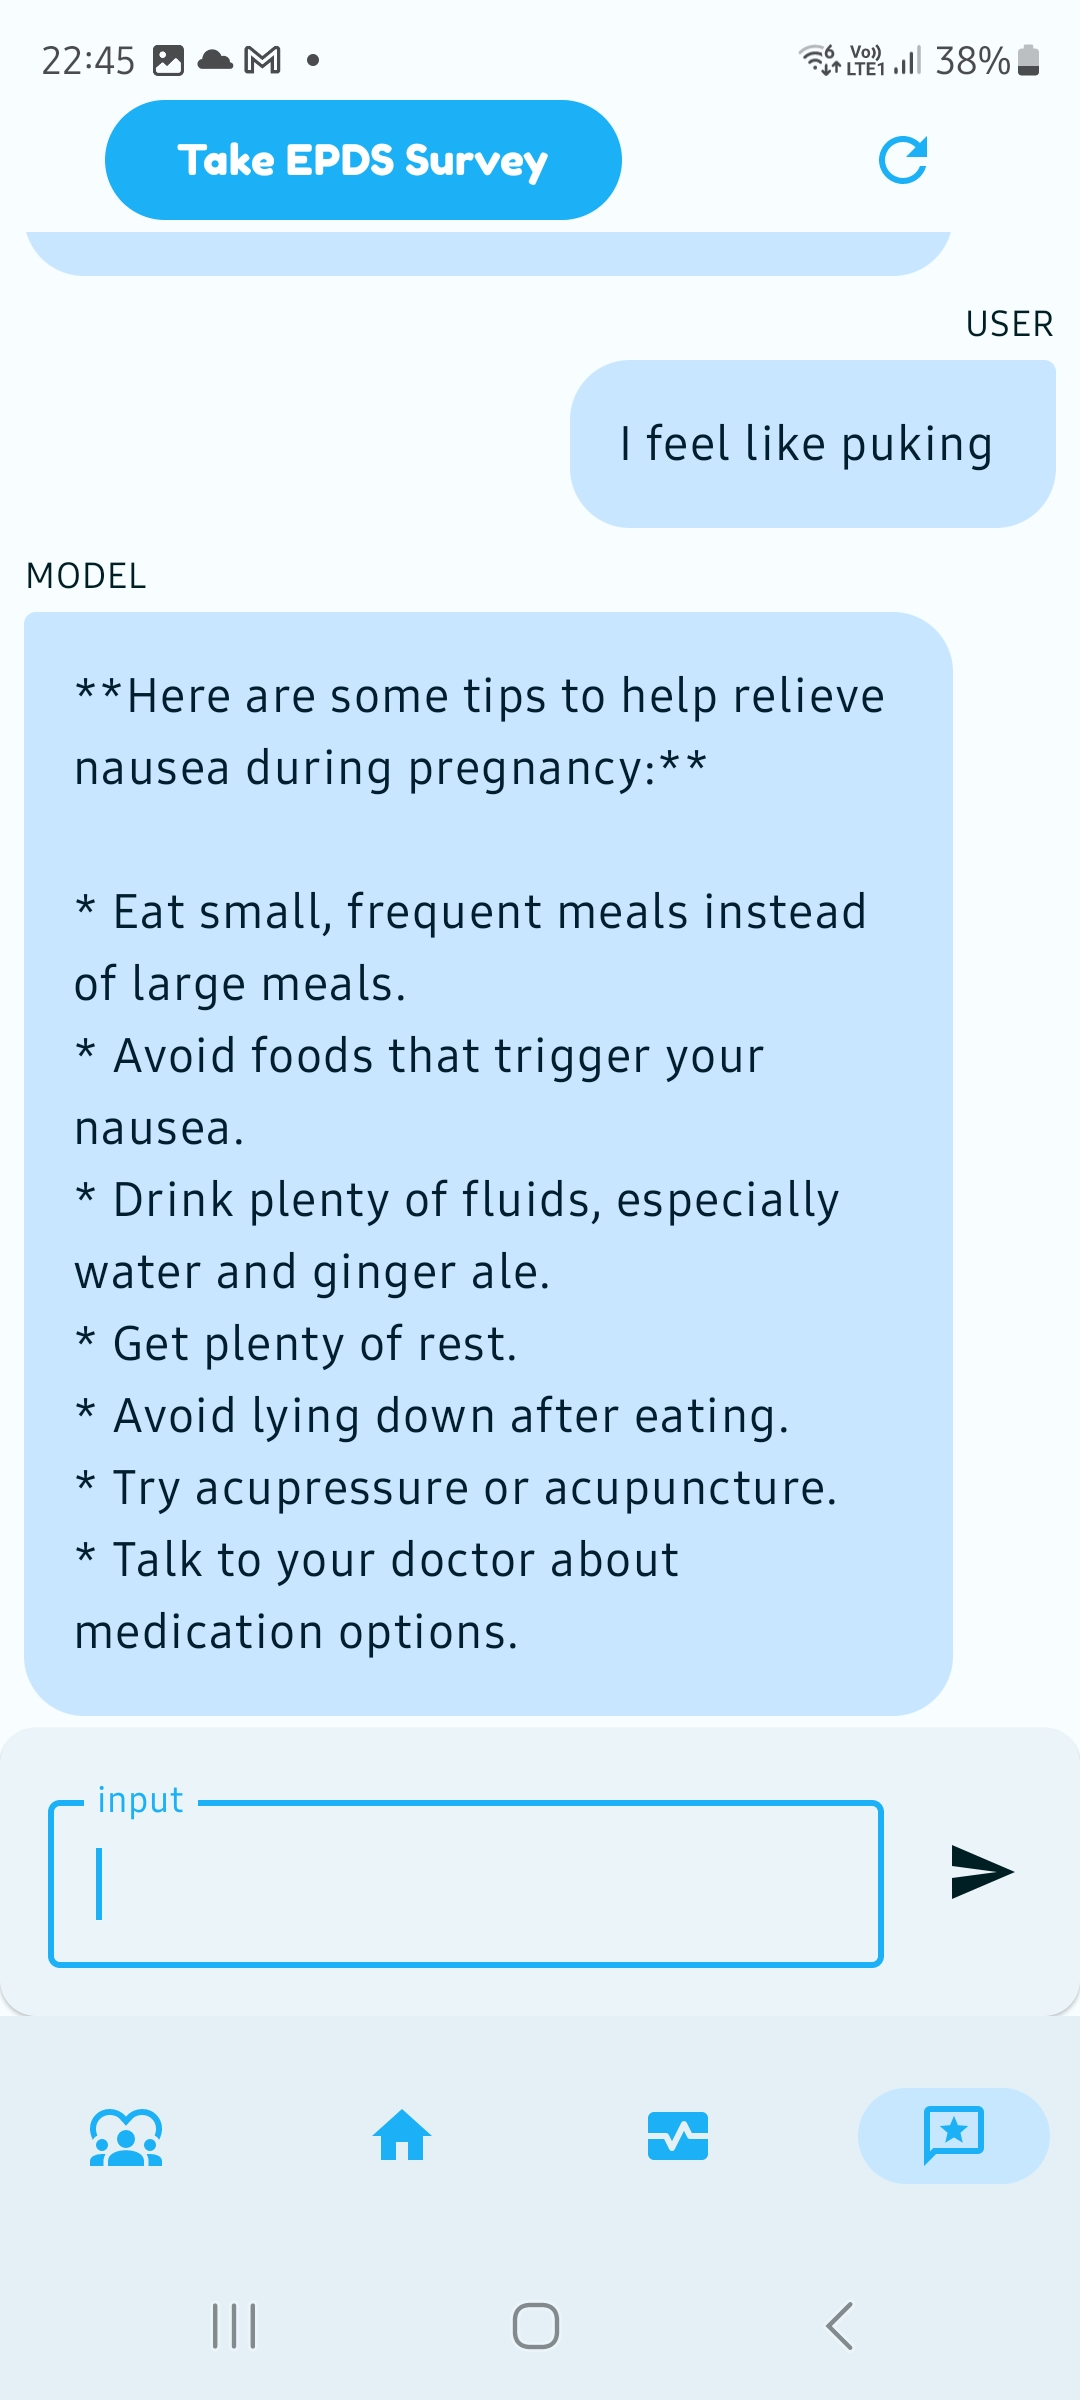 22:45
Vo))
LTE1
6
38%
Take EPDS Survey
USER
I feel like puking
MODEL
**Here are some tips to help relieve
nausea during pregnancy:**
* Eat small, frequent meals instead
of large meals.
* Avoid foods that trigger your
nausea.
* Drink plenty of fluids, especially
water and ginger ale.
* Get plenty of rest.
* Avoid lying down after eating.
* Try acupressure or acupuncture.
* Talk to your doctor about
medication options.
input